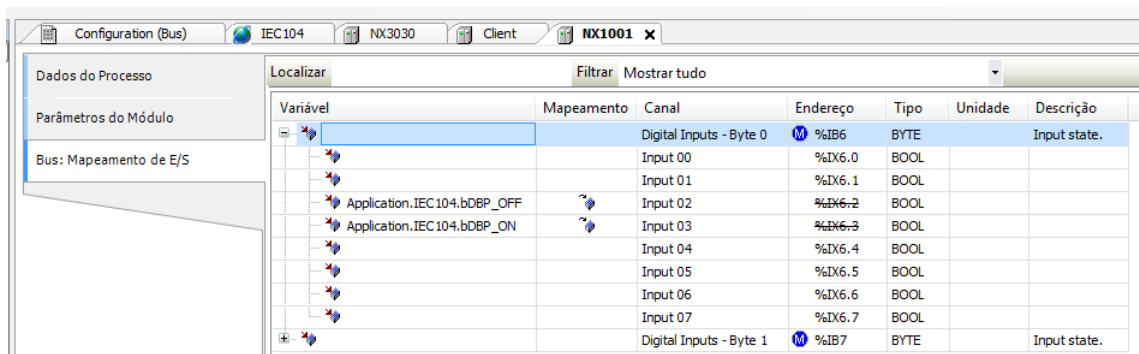 Configuration (Bus) IEC104 NX3030 Client NX1001 x
Dados do Processo
Parâmetros do Módulo
Bus: Mapeamento de E/S
Localizar Filtrar Mostrar tudo
Variável Mapeamento Canal Endereço Tipo Unidade Descrição
Digital Inputs - Byte 0 M %IB6 BYTE Input state.
Input 00 %IX6.0 BOOL
Input 01 %IX6.1 BOOL
Application.IEC104.bDBP_OFF Input 02 %IX6.2 BOOL
Application.IEC104.bDBP_ON Input 03 %IX6.3 BOOL
Input 04 %IX6.4 BOOL
Input 05 %IX6.5 BOOL
Input 06 %IX6.6 BOOL
Input 07 %IX6.7 BOOL
Digital Inputs - Byte 1 M %IB7 BYTE Input state.